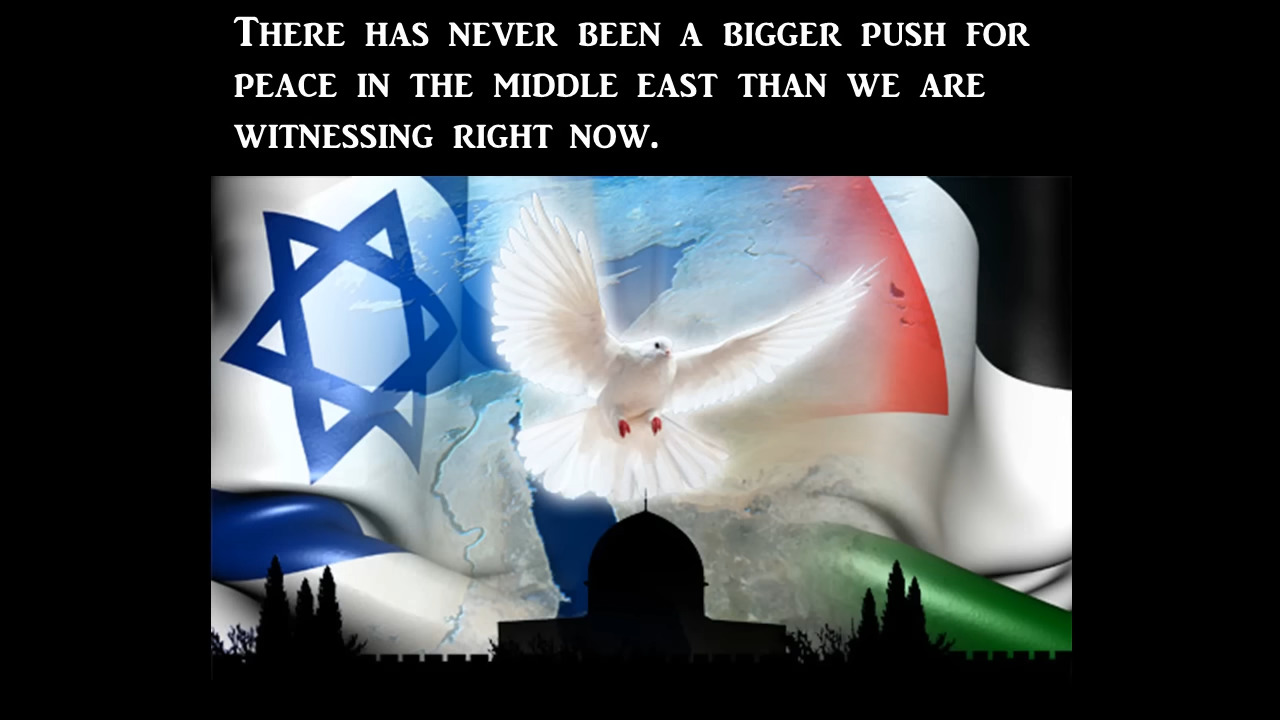 There has never been a bigger push for
peace in the middle east than we are
witnessing right now.